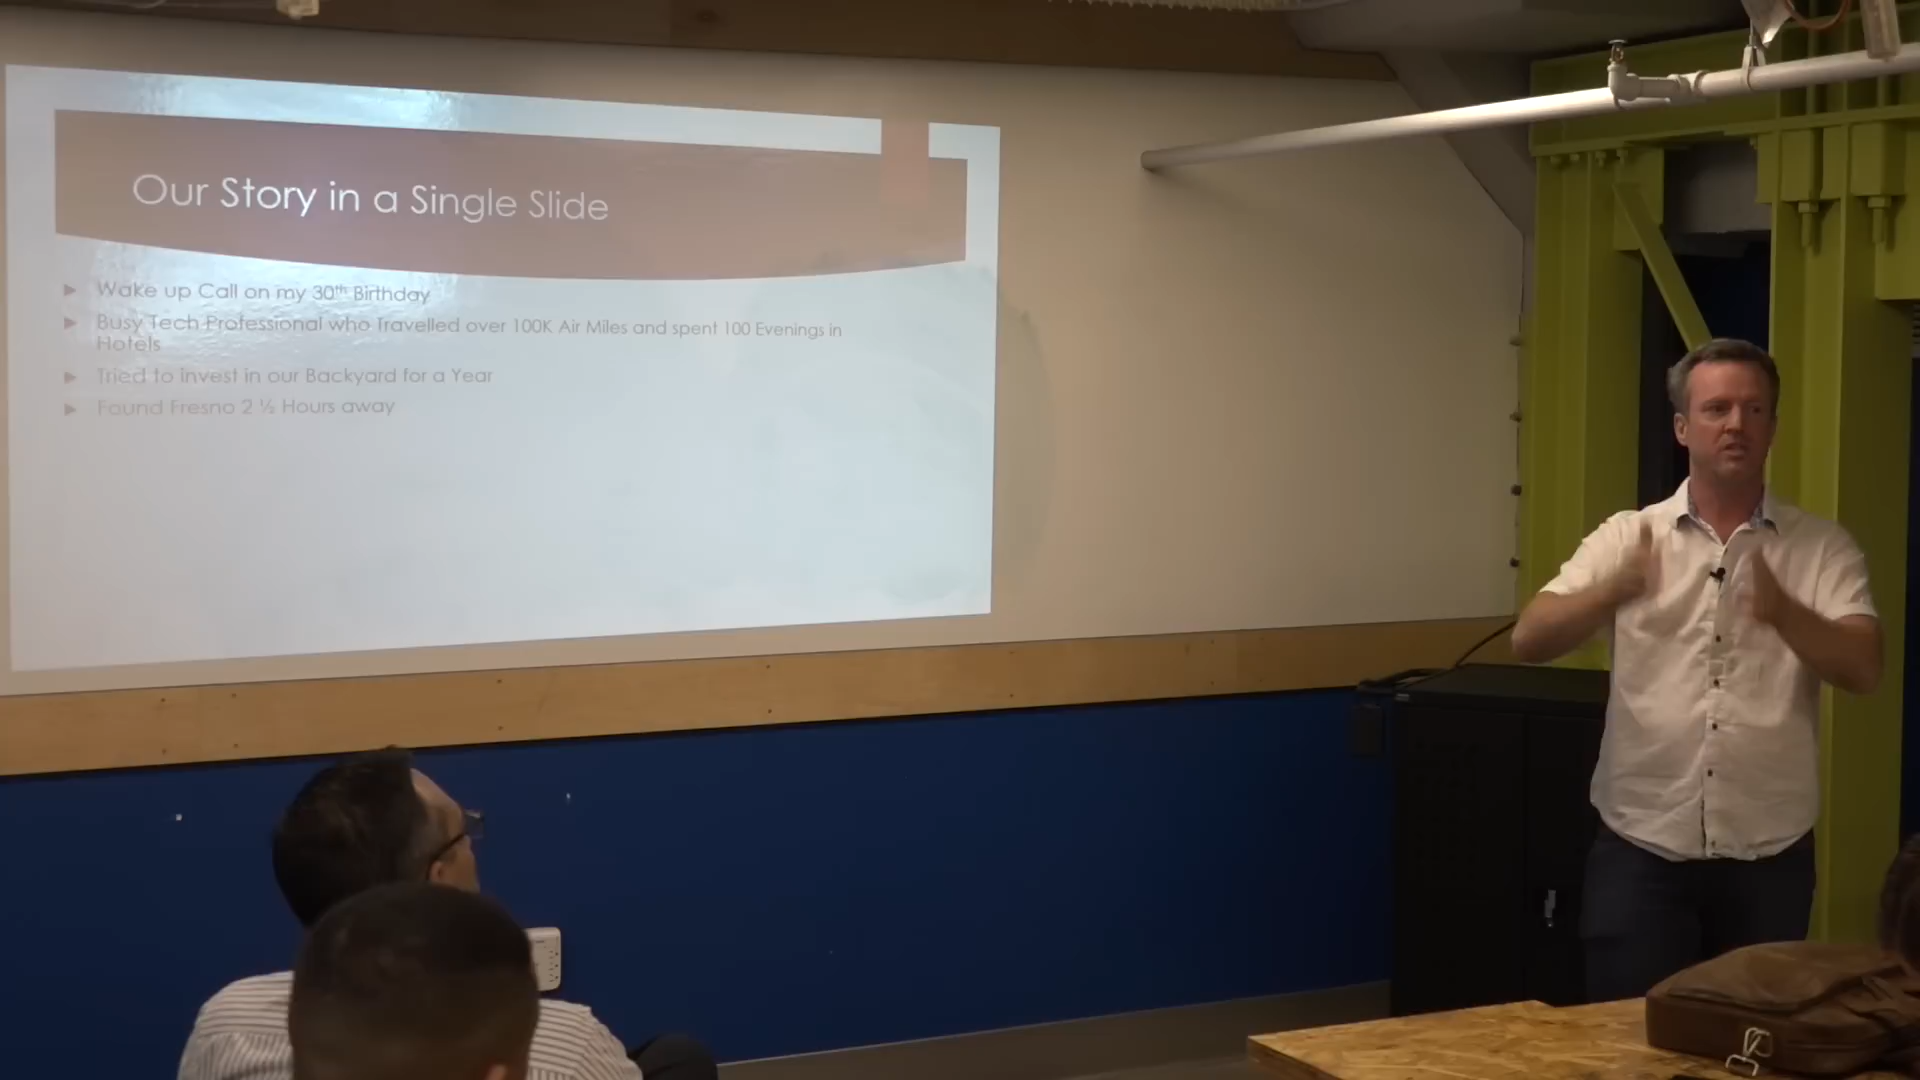 Our Story in a Single Slide
Wake up Call on my 30th Birthday
Busy Tech Professional who Travelled over 100K Air Miles and spent 100 Evenings in
Hotels
Tried to Invest in our Backyard for a Year
Found Fresno 2 ½ Hours away